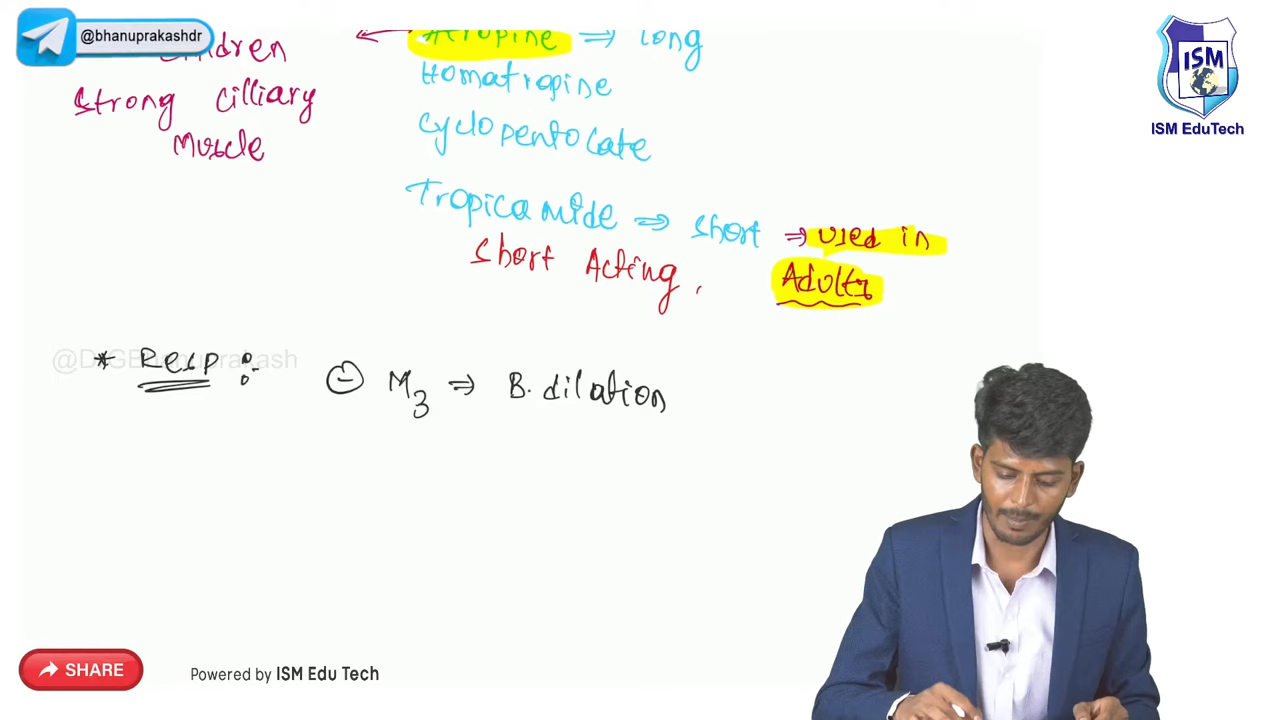 @bhanuprakashdr
Atropine ⇒ long
children
strong cilliary
Muscle
Homatropine
Cyclopentolate
Tropicamide ⇒ short ⇒ used in
Adults
short Acting,
* Resp :- ⊖ M3 ⇒ B. dilation
ISM
ISM EduTech
SHARE
Powered by ISM Edu Tech